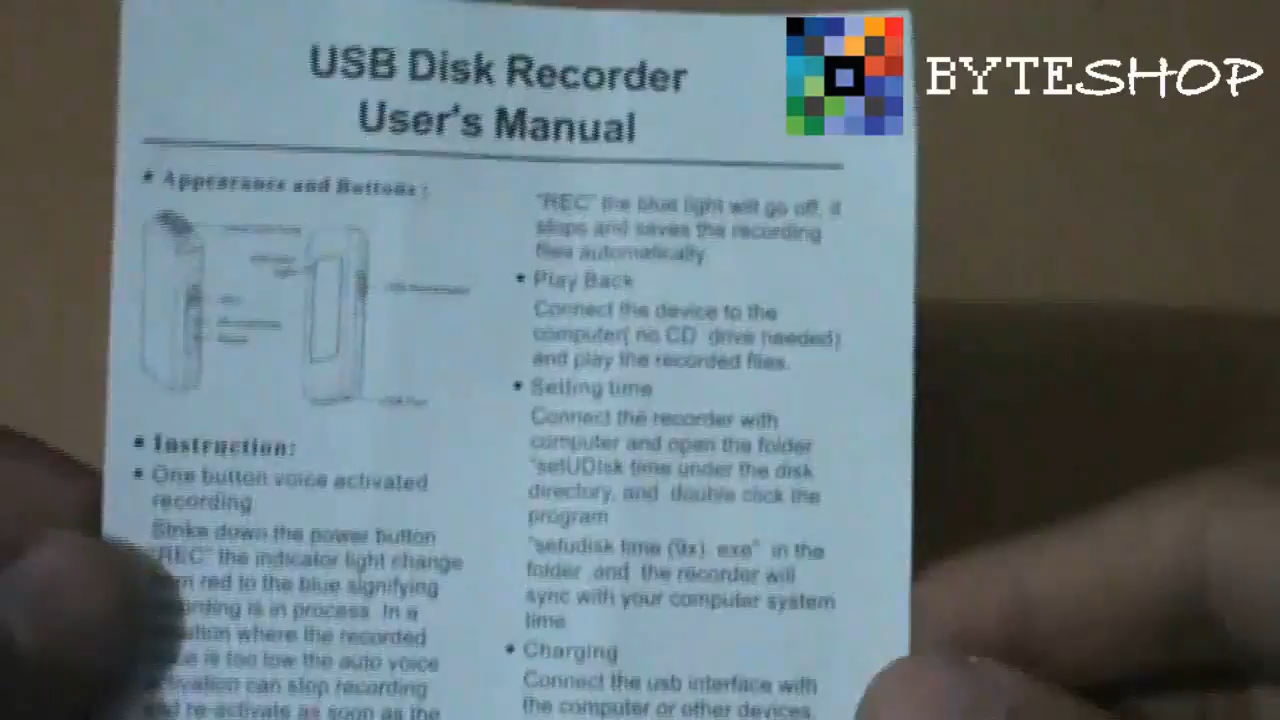 USB Disk Recorder
User's Manual
BYTESHOP
• Appearance and Buttons:
• Instruction:
• One button voice activated
recording
Stroke down the power button
"REC" the indicator light change
red to the blue signifying
is in process. In a
where the recorded
is too low the auto voice
can stop recording
re-activate as soon as the
"REC" the blue light will go off, it
stops and saves the recording
files automatically.
• Play Back
Connect the device to the
computer( no CD drive needed)
and play the recorded files.
• Setting time
Connect the recorder with
computer and open the folder
"setUDisk time under the disk
directory, and double click the
program
"setudisk time (9x). exe" in the
folder and the recorder will
sync with your computer system
time
• Charging
Connect the usb interface with
the computer or other devices